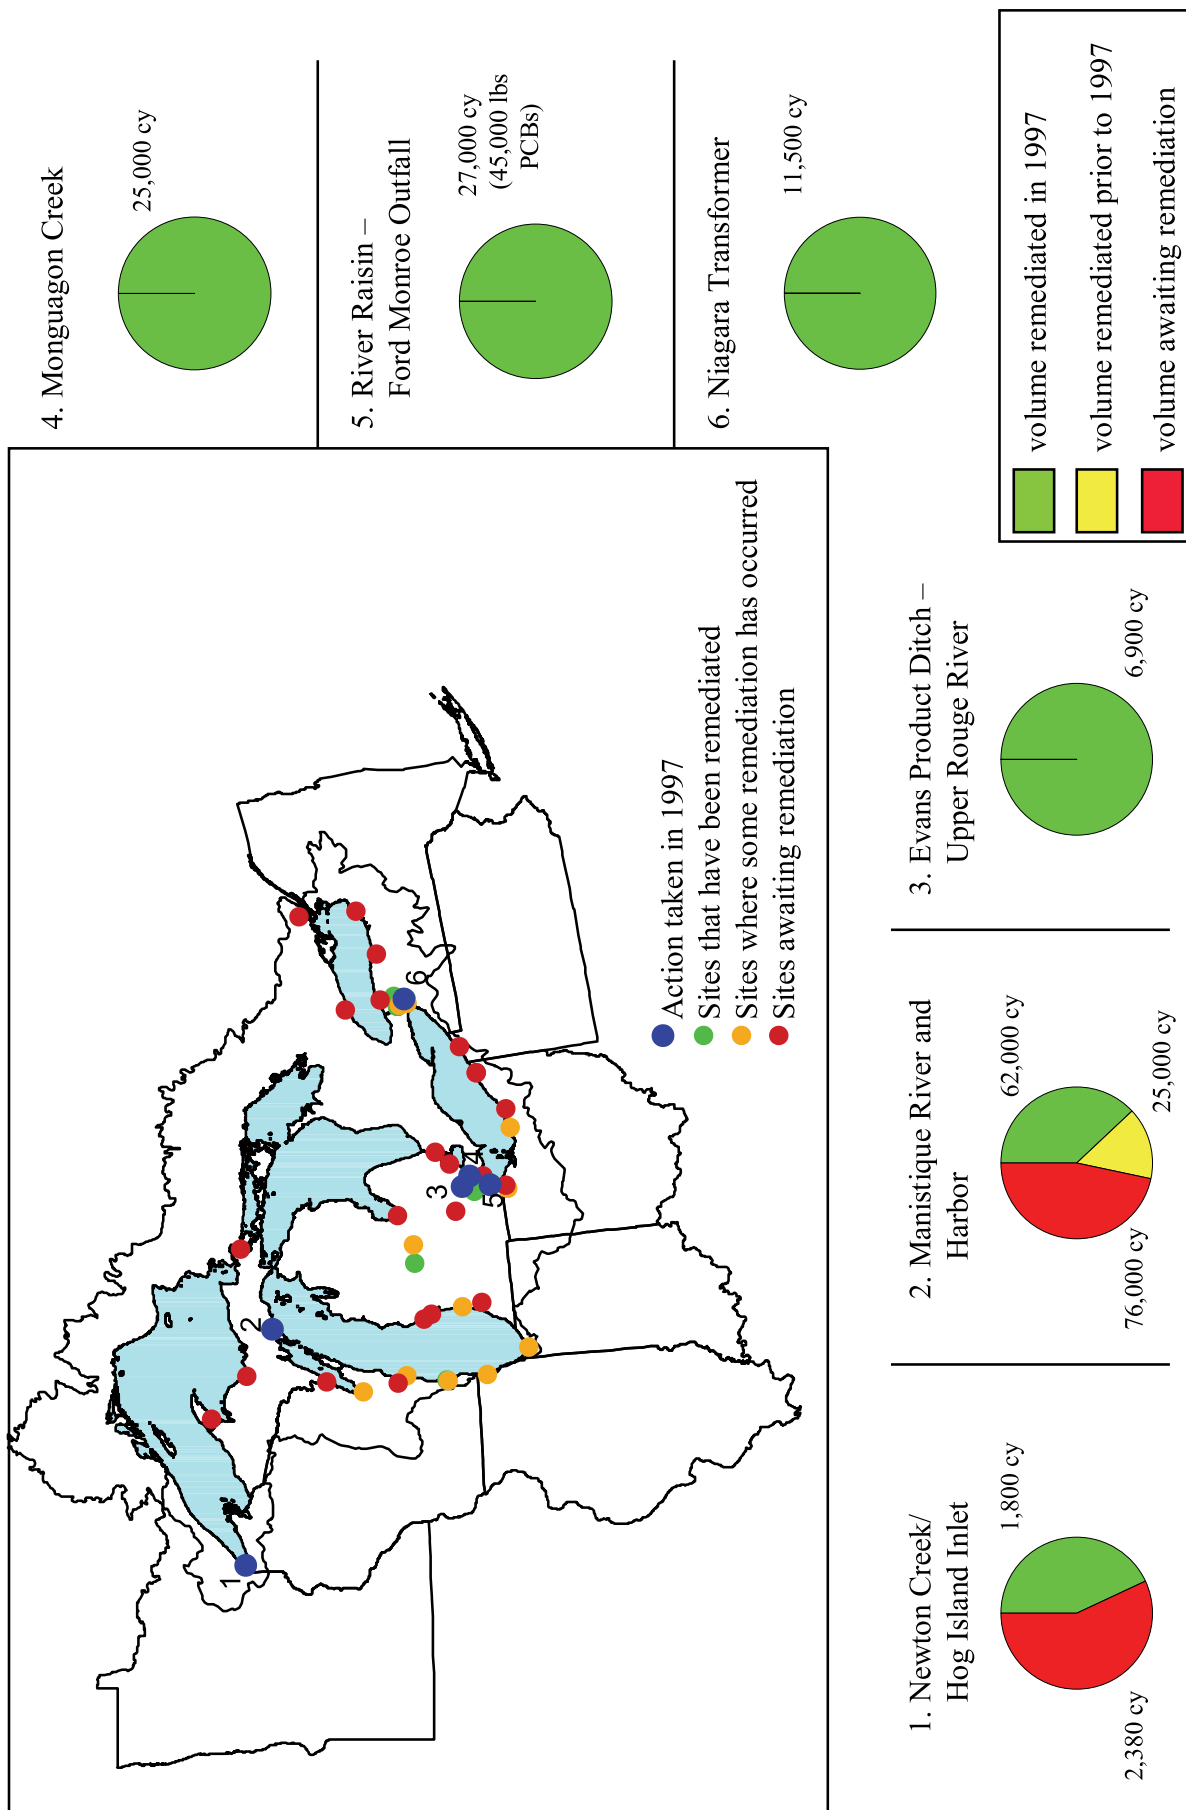 4. Monguagon Creek
25,000 cy
5. River Raisin –
Ford Monroe Outfall
27,000 cy
(45,000 lbs
PCBs)
6. Niagara Transformer
11,500 cy
1
2
3
4
5
6
Action taken in 1997
Sites that have been remediated
Sites where some remediation has occurred
Sites awaiting remediation
1. Newton Creek/
Hog Island Inlet
1,800 cy
2,380 cy
2. Manistique River and
Harbor
62,000 cy
25,000 cy
76,000 cy
3. Evans Product Ditch –
Upper Rouge River
6,900 cy
volume remediated in 1997
volume remediated prior to 1997
volume awaiting remediation